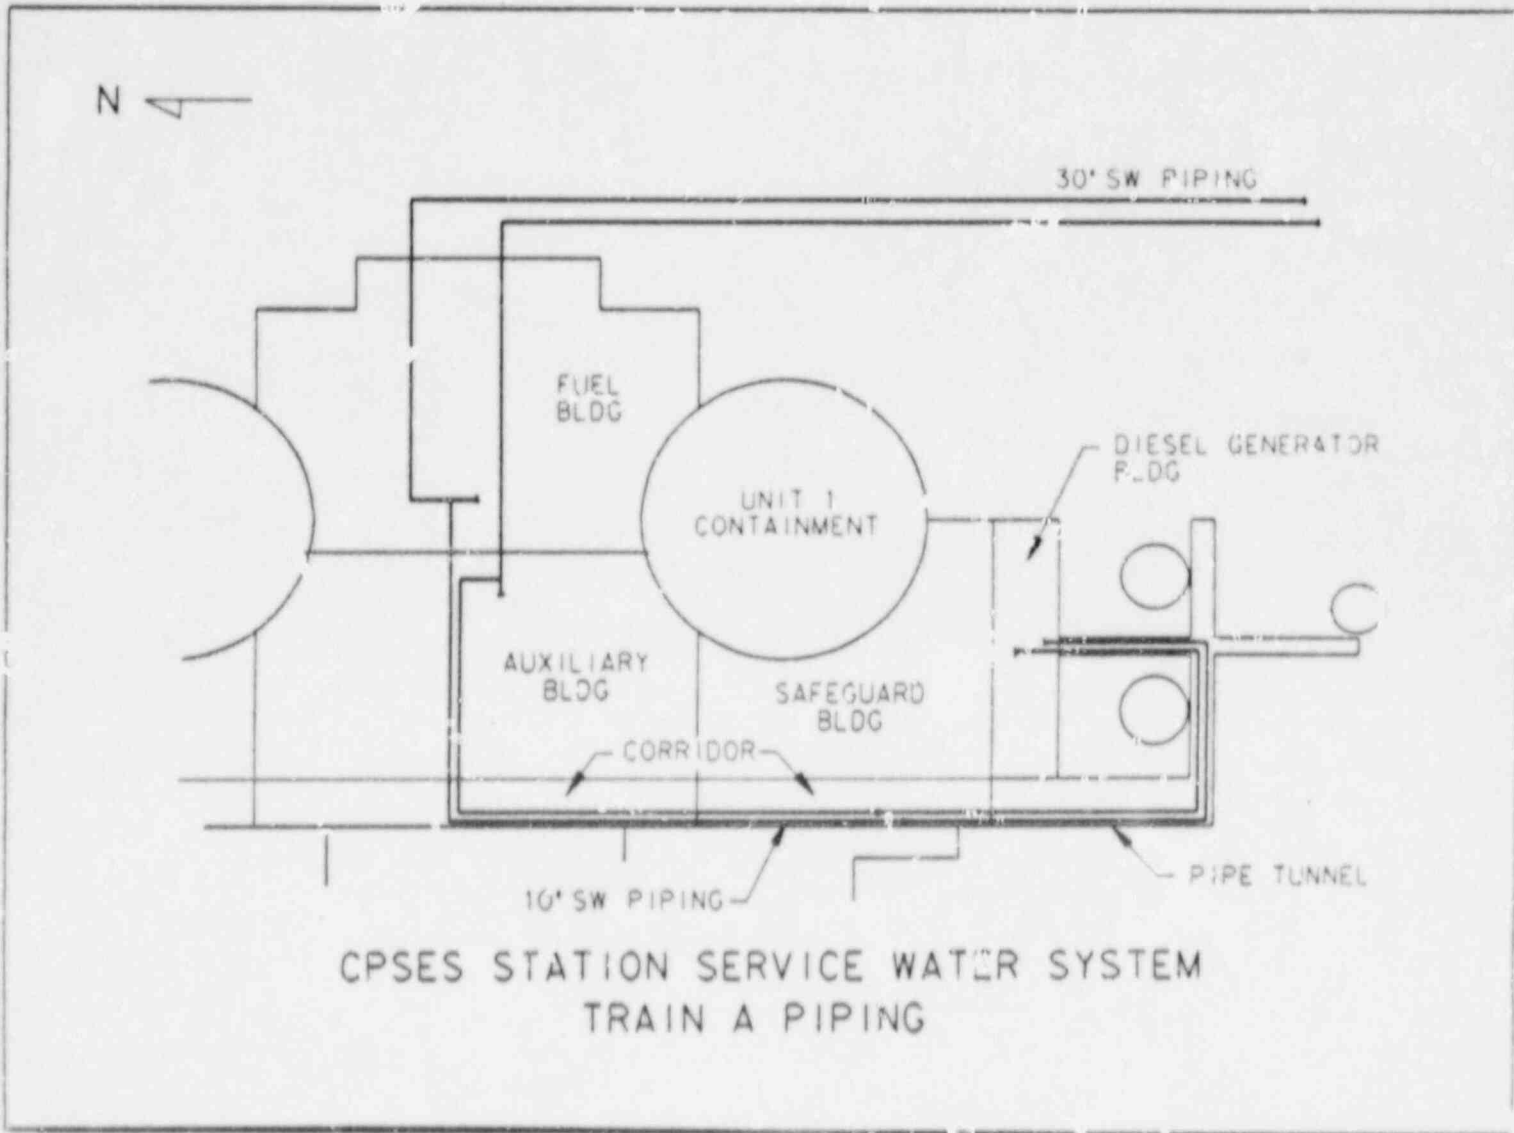 N
30" SW PIPING
FUEL
BLDG
DIESEL GENERATOR
BLDG
UNIT 1
CONTAINMENT
AUXILIARY
BLDG
SAFEGUARD
BLDG
CORRIDOR
PIPE TUNNEL
10" SW PIPING
CPSES STATION SERVICE WATER SYSTEM
TRAIN A PIPING